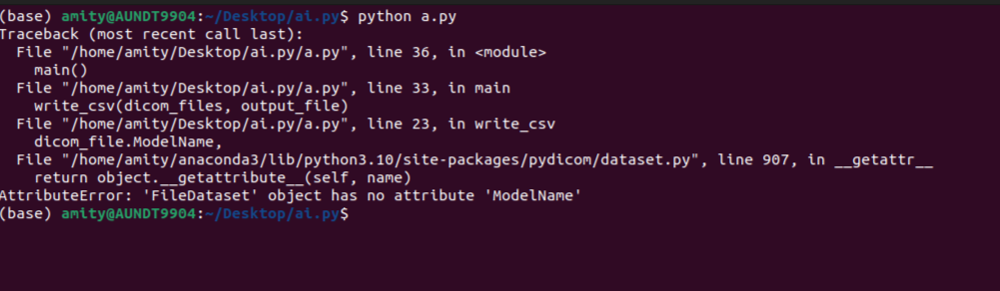 (base) amity@AUNDT9904:~/Desktop/ai.py$ python a.py
Traceback (most recent call last):
  File "/home/amity/Desktop/ai.py/a.py", line 36, in <module>
    main()
  File "/home/amity/Desktop/ai.py/a.py", line 33, in main
    write_csv(dicom_files, output_file)
  File "/home/amity/Desktop/ai.py/a.py", line 23, in write_csv
    dicom_file.ModelName,
  File "/home/amity/anaconda3/lib/python3.10/site-packages/pydicom/dataset.py", line 907, in __getattr__
    return object.__getattribute__(self, name)
AttributeError: 'FileDataset' object has no attribute 'ModelName'
(base) amity@AUNDT9904:~/Desktop/ai.py$